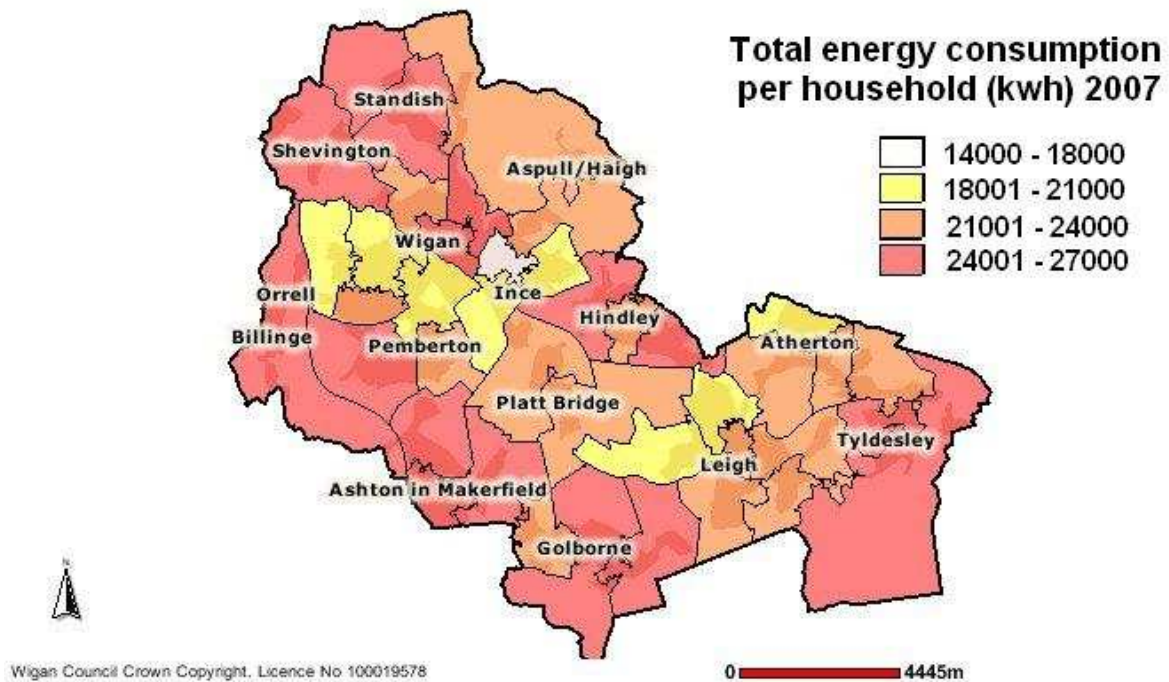 Total energy consumption
per household (kwh) 2007
14000 - 18000
18001 - 21000
21001 - 24000
24001 - 27000
Standish
Shevington
Aspull/Haigh
Wigan
Orrell
Ince
Billinge
Pemberton
Hindley
Atherton
Platt Bridge
Tyldesley
Leigh
Ashton in Makerfield
Golborne
N
Wigan Council Crown Copyright. Licence No 100019578
0 4445m